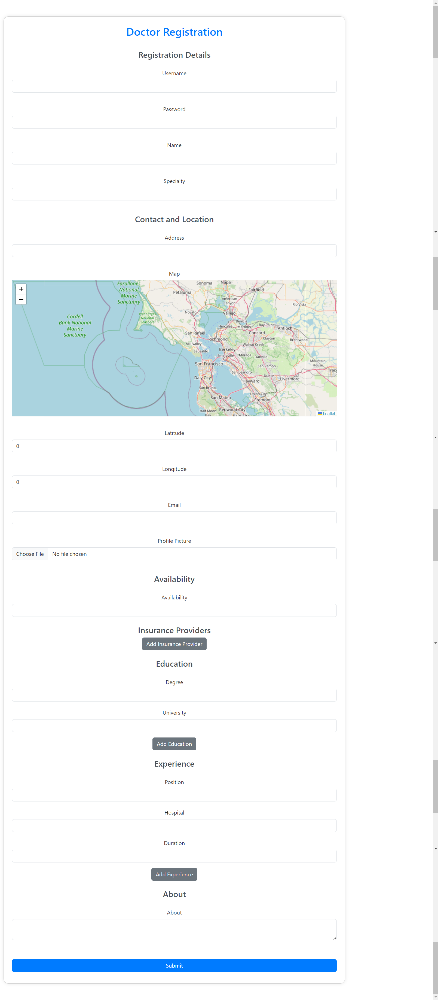 Doctor Registration
Registration Details
Username
Password
Name
Specialty
Contact and Location
Address
Map
+
−
Farallones
National
Marine
Sanctuary
Cordell
Bank National
Marine
Sanctuary
Point Reyes
National
Seashore
Sonoma
Napa
Petaluma
Fairfield
American
Canyon
Rio Vista
Novato
Vallejo
Benicia
Hercules
Martinez
Bay Point
Antioch
San Rafael
Concord
Richmond
Clayton
Brentwood
Mill Valley
Walnut Creek
Sausalito
Berkeley
Emeryville
Moraga
Danville
Mountain
House
San Francisco
San Ramon
Tracy
San Leandro
Daly City
Dublin
Livermore
Hayward
San Bruno
Union City
San Mateo
Fremont
Half Moon
Bay
Redwood City
Palo Alto
Leaflet
Latitude
0
Longitude
0
Email
Profile Picture
Choose File No file chosen
Availability
Availability
Insurance Providers
Add Insurance Provider
Education
Degree
University
Add Education
Experience
Position
Hospital
Duration
Add Experience
About
About
Submit